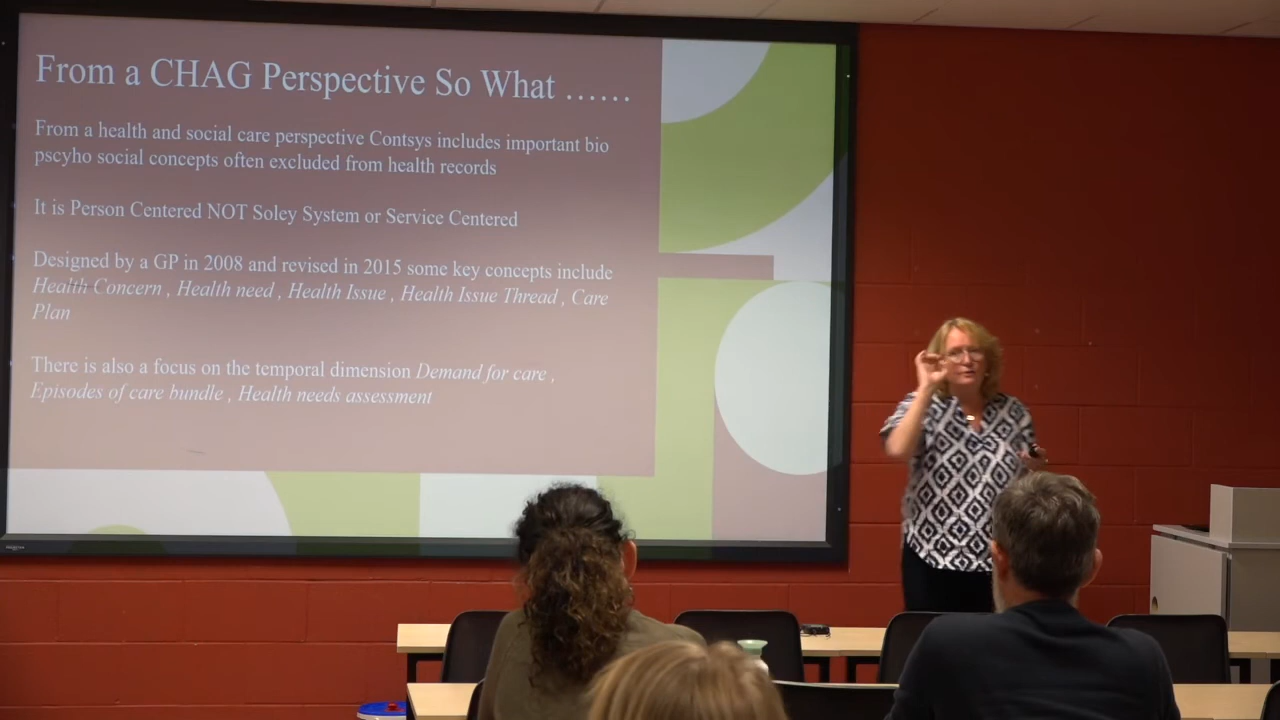 From a CHAG Perspective So What ……
From a health and social care perspective Contsys includes important bio
pscyho social concepts often excluded from health records
It is Person Centered NOT Soley System or Service Centered
Designed by a GP in 2008 and revised in 2015 some key concepts include
Health Concern , Health need , Health Issue , Health Issue Thread , Care
Plan
There is also a focus on the temporal dimension Demand for care ,
Episodes of care bundle , Health needs assessment